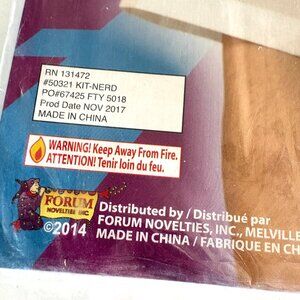 RN 131472
#50321 KIT-NERD
PO#67425 FTY 5018
Prod Date NOV 2017
MADE IN CHINA
WARNING! Keep Away From Fire.
ATTENTION! Tenir loin du feu.
FORUM
NOVELTIES INC.
©2014
Distributed by / Distribué par
FORUM NOVELTIES, INC., MELVILLE
MADE IN CHINA / FABRIQUE EN CH